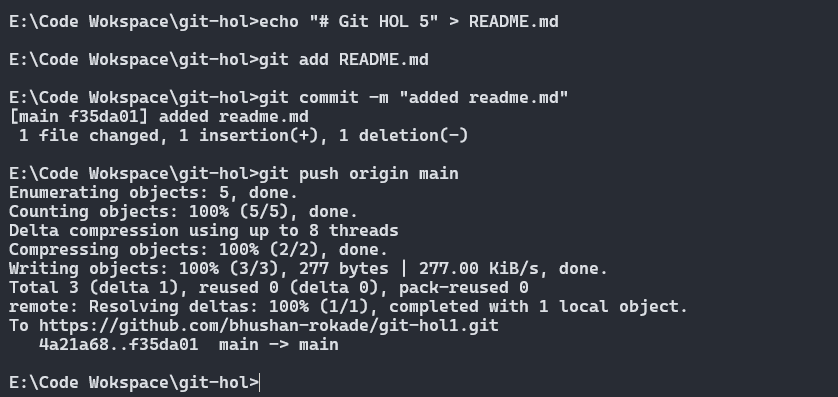 E:\Code Wokspace\git-hol>echo "# Git HOL 5" > README.md
E:\Code Wokspace\git-hol>git add README.md
E:\Code Wokspace\git-hol>git commit -m "added readme.md"
[main f35da01] added readme.md
 1 file changed, 1 insertion(+), 1 deletion(-)
E:\Code Wokspace\git-hol>git push origin main
Enumerating objects: 5, done.
Counting objects: 100% (5/5), done.
Delta compression using up to 8 threads
Compressing objects: 100% (2/2), done.
Writing objects: 100% (3/3), 277 bytes | 277.00 KiB/s, done.
Total 3 (delta 1), reused 0 (delta 0), pack-reused 0
remote: Resolving deltas: 100% (1/1), completed with 1 local object.
To https://github.com/bhushan-rokade/git-hol1.git
   4a21a68..f35da01  main -> main
E:\Code Wokspace\git-hol>